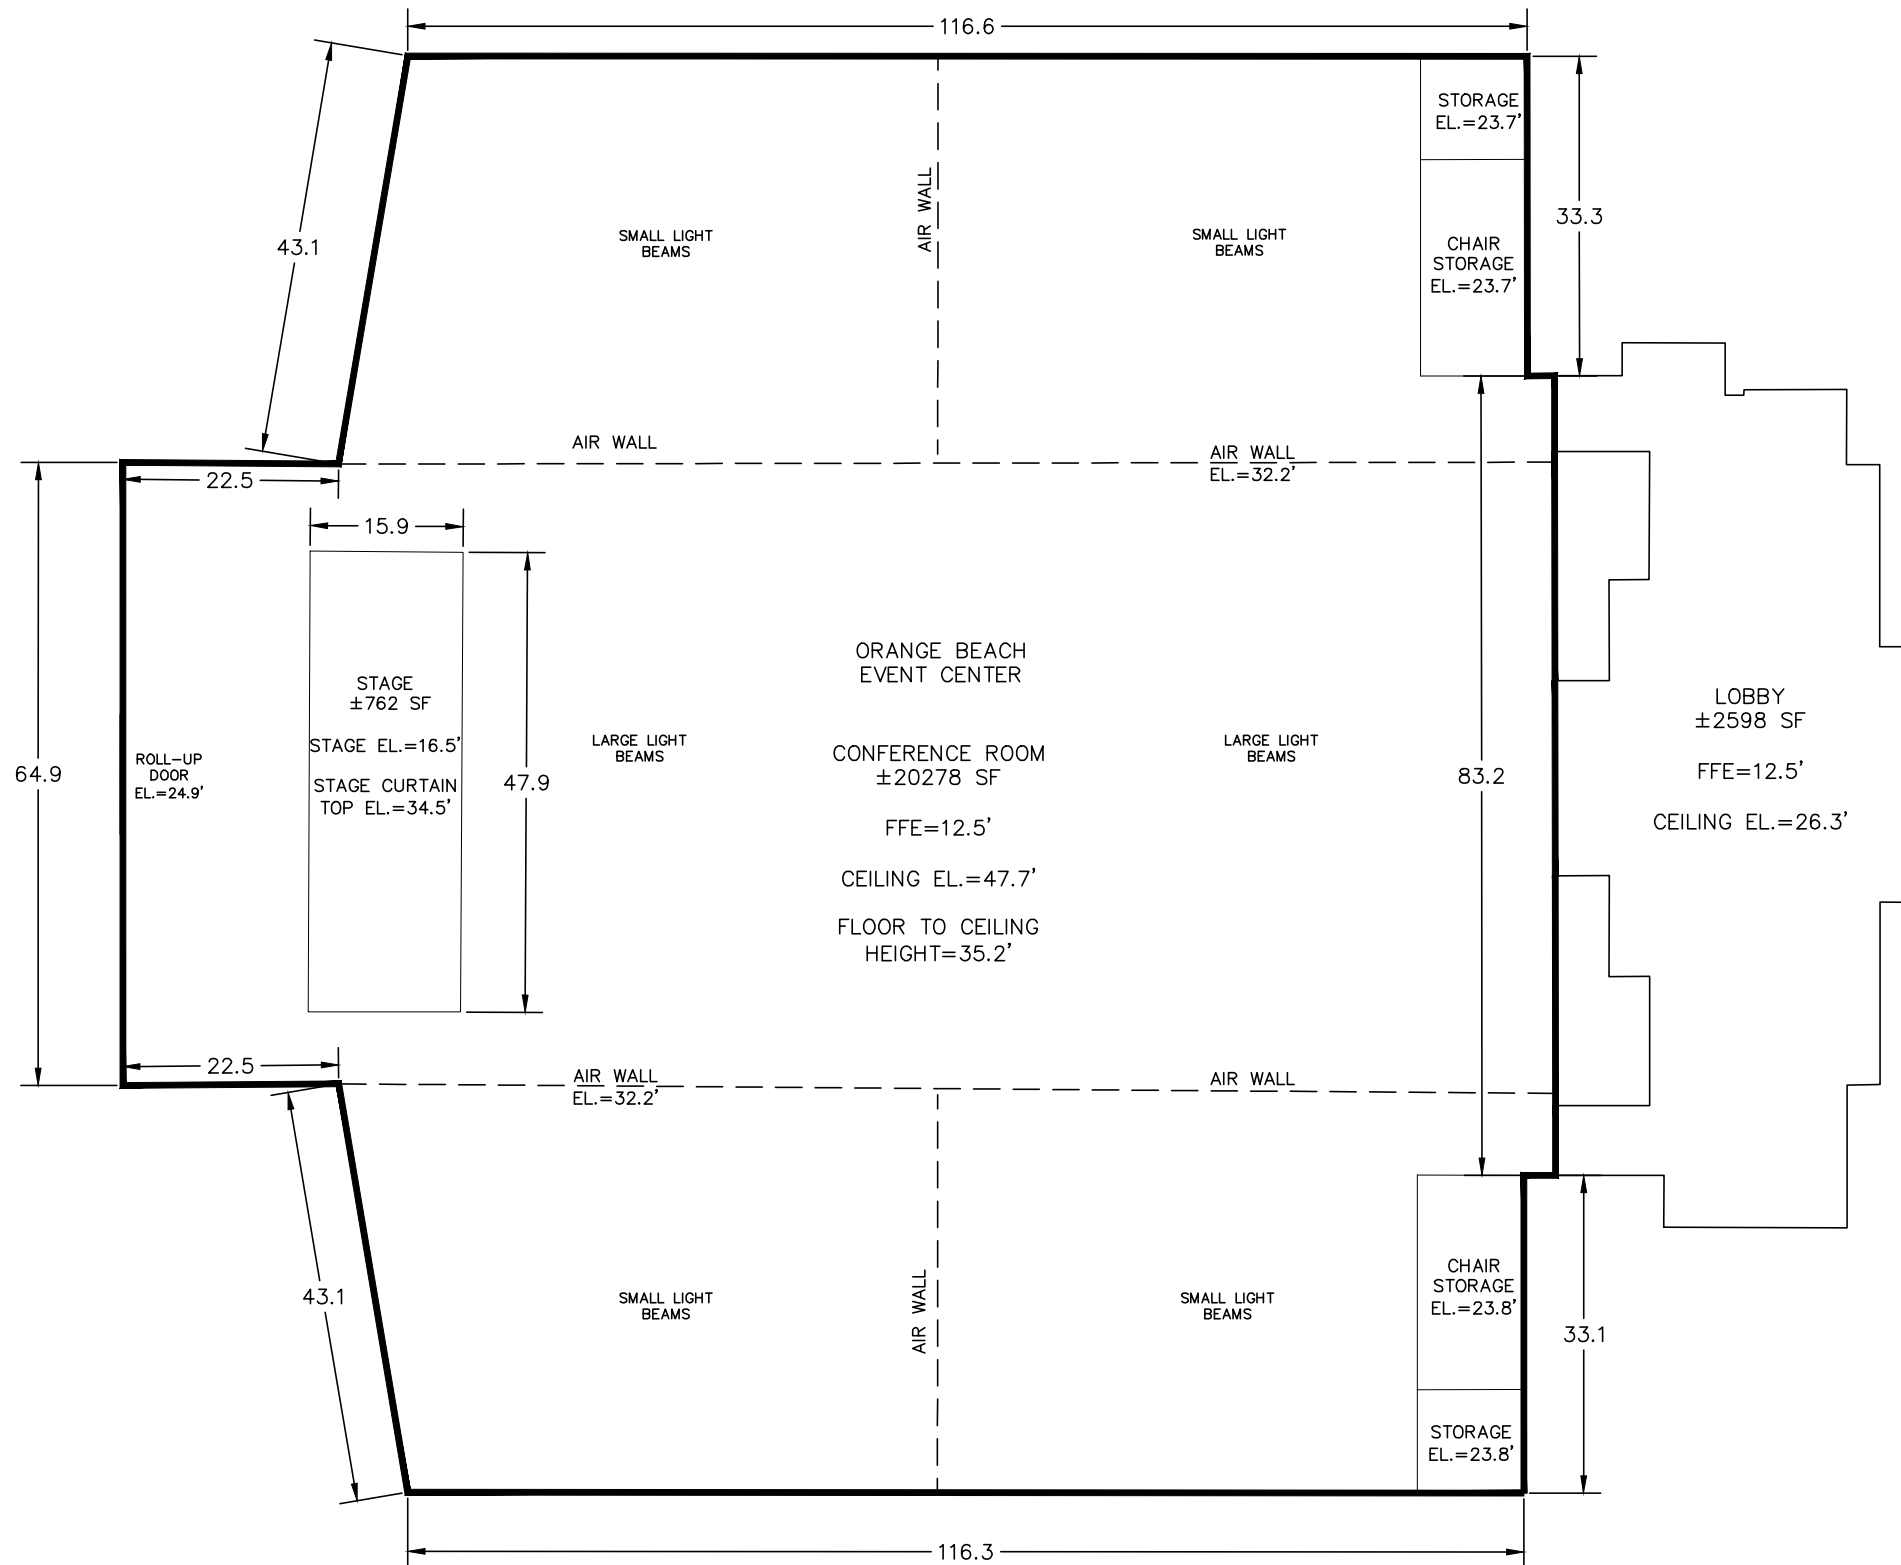 116.6
43.1
SMALL LIGHT
BEAMS
AIR WALL
SMALL LIGHT
BEAMS
STORAGE
EL.=23.7'
CHAIR
STORAGE
EL.=23.7'
33.3
AIR WALL
AIR WALL
EL.=32.2'
22.5
15.9
64.9
ROLL-UP
DOOR
EL.=24.9'
STAGE
±762 SF
STAGE EL.=16.5'
STAGE CURTAIN
TOP EL.=34.5'
47.9
LARGE LIGHT
BEAMS
ORANGE BEACH
EVENT CENTER
CONFERENCE ROOM
±20278 SF
FFE=12.5'
CEILING EL.=47.7'
FLOOR TO CEILING
HEIGHT=35.2'
LARGE LIGHT
BEAMS
83.2
LOBBY
±2598 SF
FFE=12.5'
CEILING EL.=26.3'
22.5
AIR WALL
EL.=32.2'
AIR WALL
43.1
SMALL LIGHT
BEAMS
AIR WALL
SMALL LIGHT
BEAMS
CHAIR
STORAGE
EL.=23.8'
STORAGE
EL.=23.8'
33.1
116.3